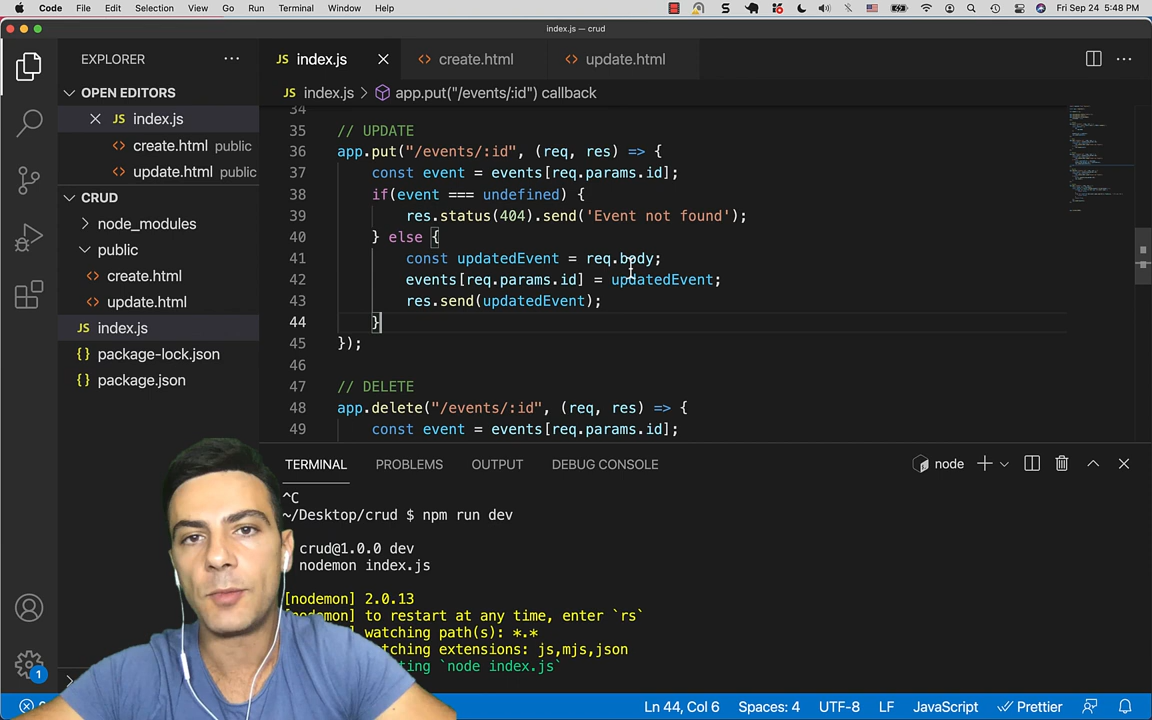 Code File Edit Selection View Go Run Terminal Window Help Fri Sep 24 5:48 PM
index.js — crud
EXPLORER
JS index.js create.html update.html
OPEN EDITORS
JS index.js
create.html public
update.html public
CRUD
node_modules
public
create.html
update.html
JS index.js
{} package-lock.json
{} package.json
1
JS index.js > app.put("/events/:id") callback
34
35 // UPDATE
36 app.put("/events/:id", (req, res) => {
37 const event = events[req.params.id];
38 if(event === undefined) {
39 res.status(404).send('Event not found');
40 } else {
41 const updatedEvent = req.body;
42 events[req.params.id] = updatedEvent;
43 res.send(updatedEvent);
44 }
45 });
46
47 // DELETE
48 app.delete("/events/:id", (req, res) => {
49 const event = events[req.params.id];
TERMINAL PROBLEMS OUTPUT DEBUG CONSOLE node
^C
~/Desktop/crud $ npm run dev
crud@1.0.0 dev
nodemon index.js
[nodemon] 2.0.13
to restart at any time, enter `rs`
watching path(s): *.*
extensions: js,mjs,json
`node index.js`
Ln 44, Col 6 Spaces: 4 UTF-8 LF JavaScript Prettier